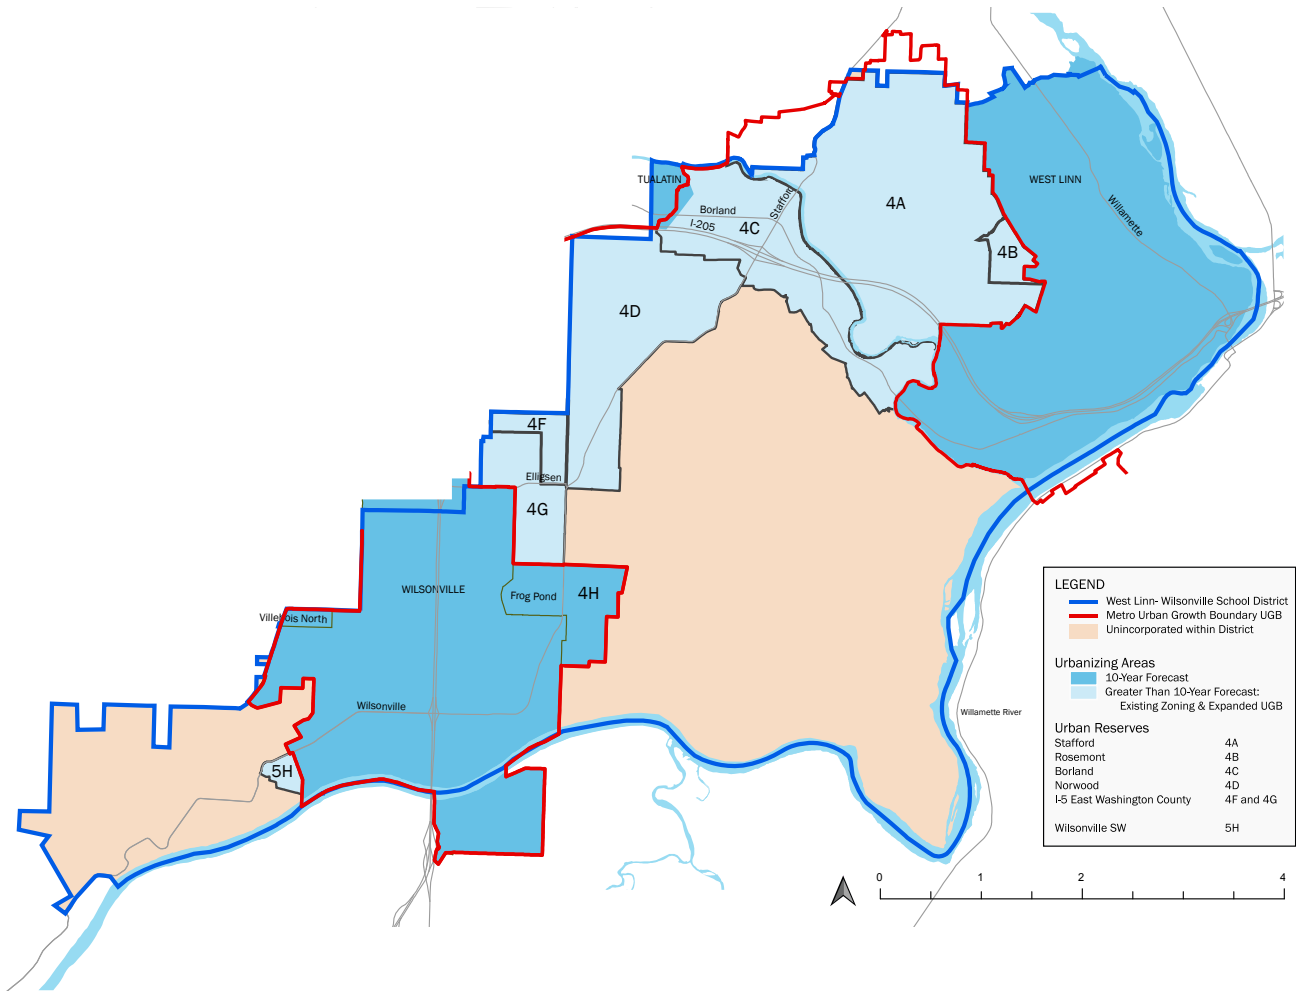 TUALATIN
WEST LINN
Borland
Stafford
I-205
4A
4C
Willamette
4B
4D
4F
Elligsen
4G
WILSONVILLE
Frog Pond
4H
Villebois North
Wilsonville
5H
Willamette River
LEGEND
West Linn- Wilsonville School District
Metro Urban Growth Boundary UGB
Unincorporated within District
Urbanizing Areas
10-Year Forecast
Greater Than 10-Year Forecast:
Existing Zoning & Expanded UGB
Urban Reserves
Stafford 4A
Rosemont 4B
Borland 4C
Norwood 4D
I-5 East Washington County 4F and 4G
Wilsonville SW 5H
0 1 2 4